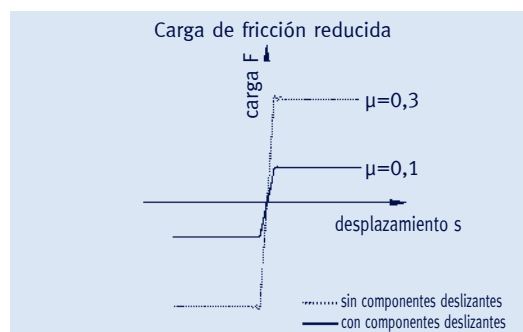 Carga de fricción reducida
carga F
μ=0,3
μ=0,1
desplazamiento s
sin componentes deslizantes
con componentes deslizantes